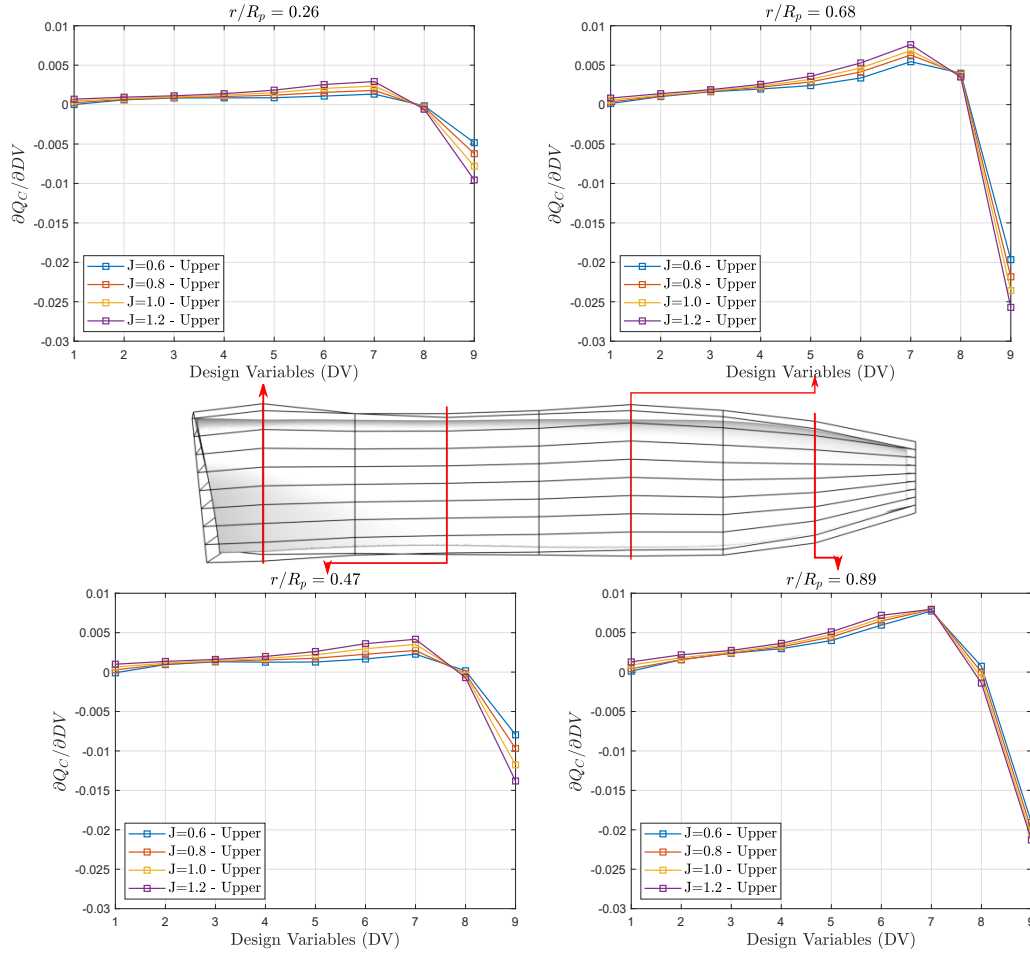 r/R_p = 0.26
0.01
0.005
0
-0.005
-0.01
-0.015
-0.02
-0.025
-0.03
∂Q_C/∂DV
J=0.6 - Upper
J=0.8 - Upper
J=1.0 - Upper
J=1.2 - Upper
1 2 3 4 5 6 7 8 9
Design Variables (DV)
r/R_p = 0.68
0.01
0.005
0
-0.005
-0.01
-0.015
-0.02
-0.025
-0.03
∂Q_C/∂DV
J=0.6 - Upper
J=0.8 - Upper
J=1.0 - Upper
J=1.2 - Upper
1 2 3 4 5 6 7 8 9
Design Variables (DV)
r/R_p = 0.47
0.01
0.005
0
-0.005
-0.01
-0.015
-0.02
-0.025
-0.03
∂Q_C/∂DV
J=0.6 - Upper
J=0.8 - Upper
J=1.0 - Upper
J=1.2 - Upper
1 2 3 4 5 6 7 8 9
Design Variables (DV)
r/R_p = 0.89
0.01
0.005
0
-0.005
-0.01
-0.015
-0.02
-0.025
-0.03
∂Q_C/∂DV
J=0.6 - Upper
J=0.8 - Upper
J=1.0 - Upper
J=1.2 - Upper
1 2 3 4 5 6 7 8 9
Design Variables (DV)